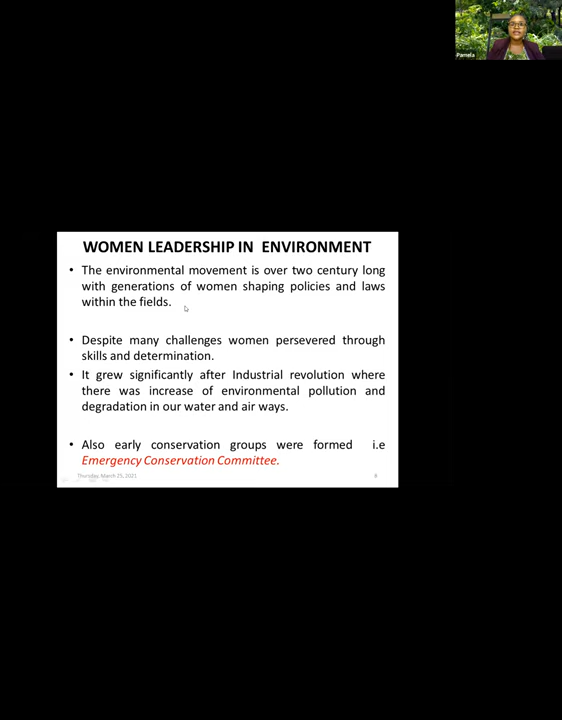 Pamela
WOMEN LEADERSHIP IN ENVIRONMENT
• The environmental movement is over two century long
with generations of women shaping policies and laws
within the fields.
• Despite many challenges women persevered through
skills and determination.
• It grew significantly after Industrial revolution where
there was increase of environmental pollution and
degradation in our water and air ways.
• Also early conservation groups were formed i.e
Emergency Conservation Committee.
Thursday, March 25, 2021